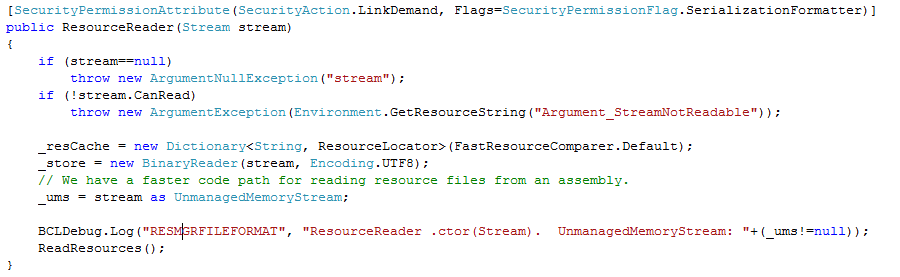 [SecurityPermissionAttribute(SecurityAction.LinkDemand, Flags=SecurityPermissionFlag.SerializationFormatter)]
public ResourceReader(Stream stream)
{
    if (stream==null)
        throw new ArgumentNullException("stream");
    if (!stream.CanRead)
        throw new ArgumentException(Environment.GetResourceString("Argument_StreamNotReadable"));

    _resCache = new Dictionary<String, ResourceLocator>(FastResourceComparer.Default);
    _store = new BinaryReader(stream, Encoding.UTF8);
    // We have a faster code path for reading resource files from an assembly.
    _ums = stream as UnmanagedMemoryStream;

    BCLDebug.Log("RESMGRFILEFORMAT", "ResourceReader .ctor(Stream).  UnmanagedMemoryStream: "+(_ums!=null));
    ReadResources();
}